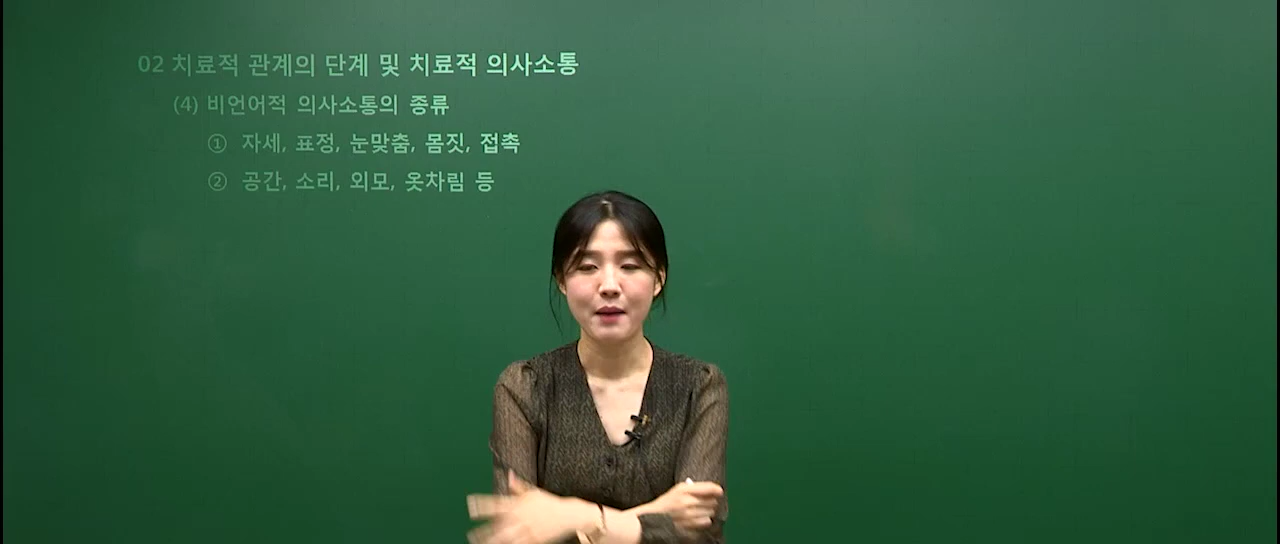 02 치료적 관계의 단계 및 치료적 의사소통
(4) 비언어적 의사소통의 종류
① 자세, 표정, 눈맞춤, 몸짓, 접촉
② 공간, 소리, 외모, 옷차림 등